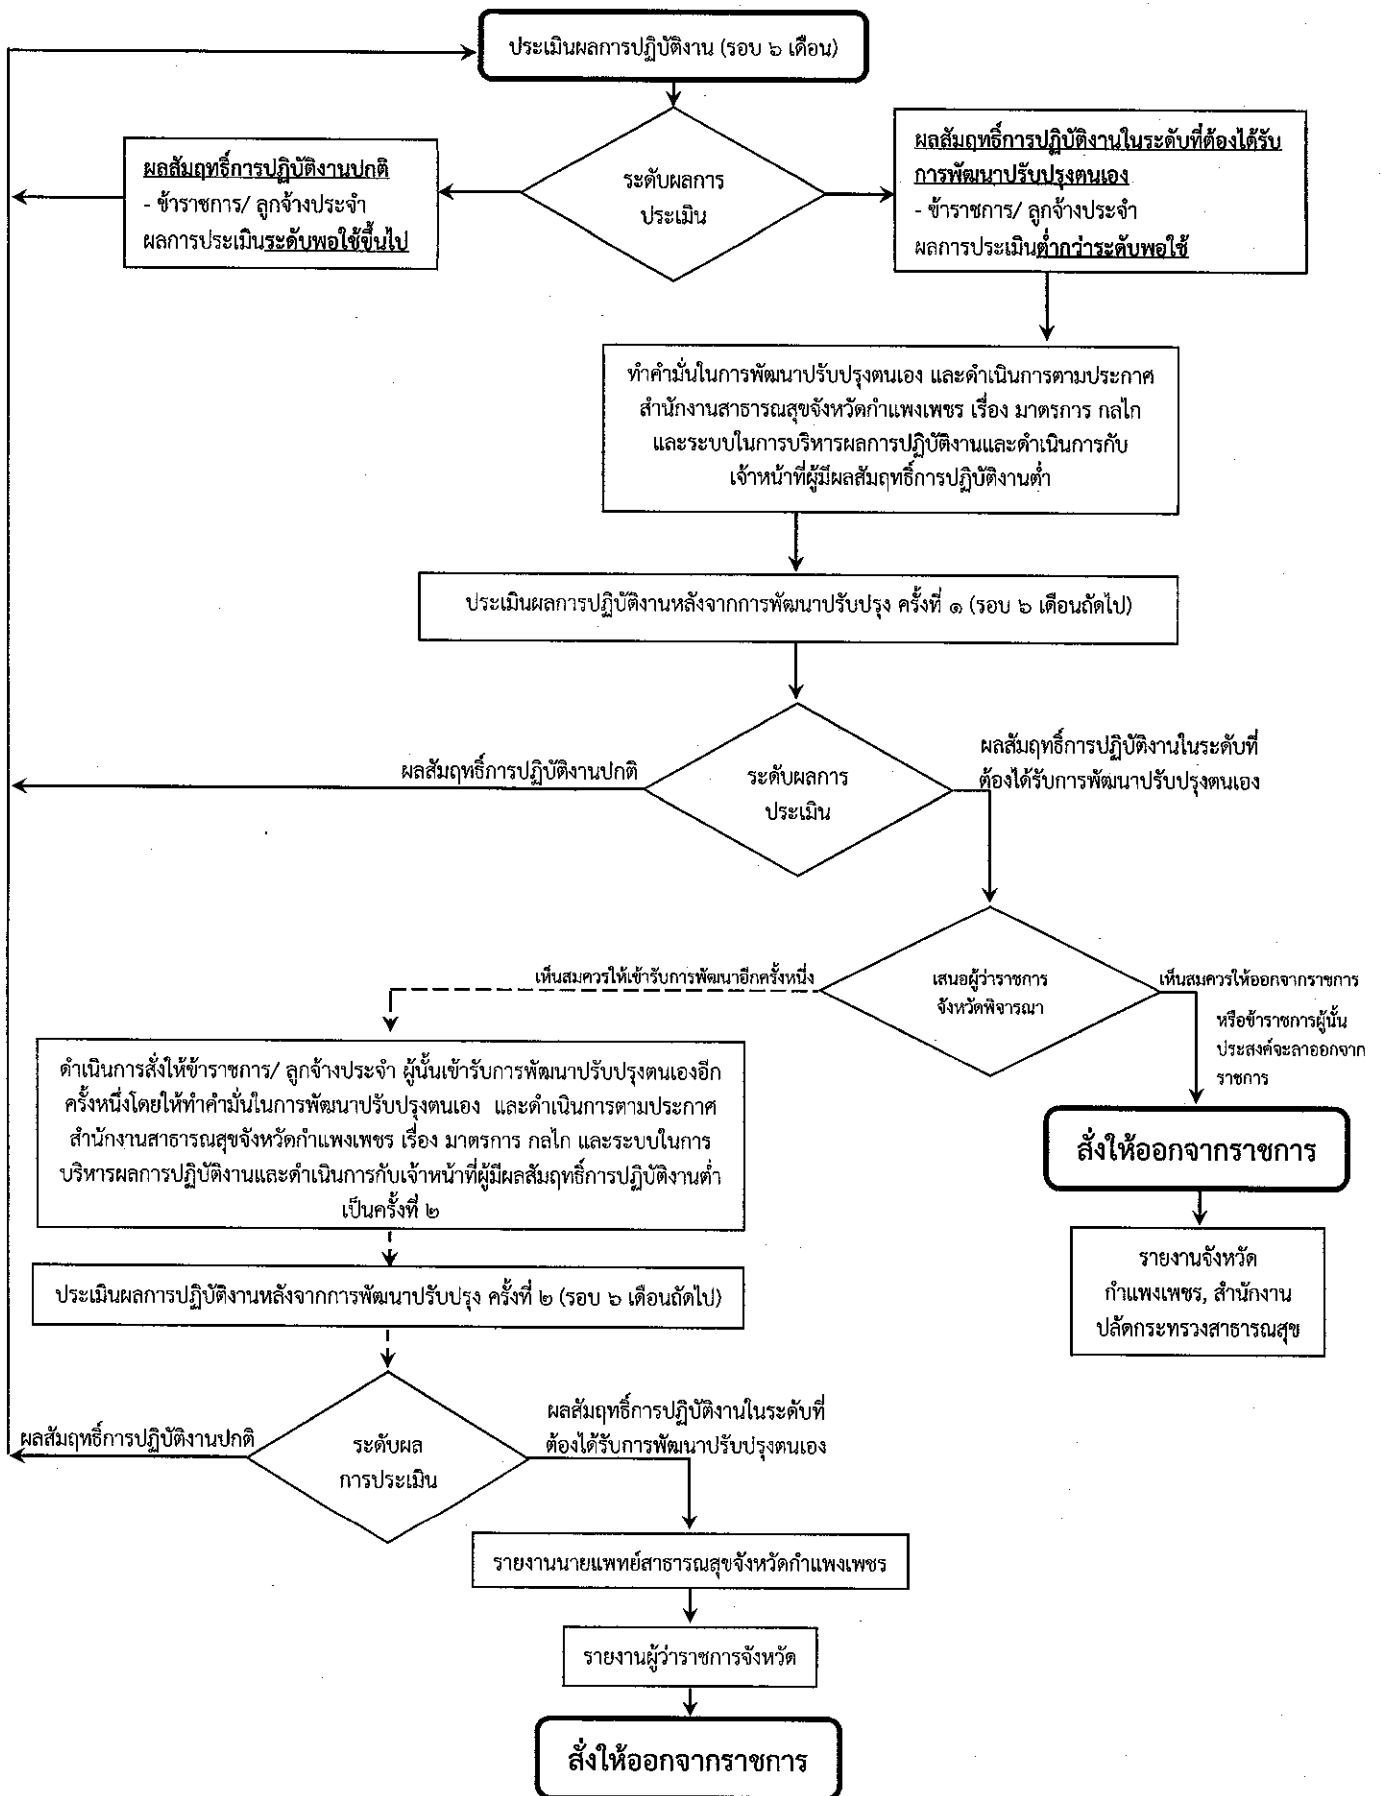 ประเมินผลการปฏิบัติงาน (รอบ ๖ เดือน)
ผลสัมฤทธิ์การปฏิบัติงานปกติ
- ข้าราชการ/ ลูกจ้างประจำ
ผลการประเมินระดับพอใช้ขึ้นไป
ระดับผลการ
ประเมิน
ผลสัมฤทธิ์การปฏิบัติงานในระดับที่ต้องได้รับ
การพัฒนาปรับปรุงตนเอง
- ข้าราชการ/ ลูกจ้างประจำ
ผลการประเมินต่ำกว่าระดับพอใช้
ทำคำมั่นในการพัฒนาปรับปรุงตนเอง และดำเนินการตามประกาศ
สำนักงานสาธารณสุขจังหวัดกำแพงเพชร เรื่อง มาตรการ กลไก
และระบบในการบริหารผลการปฏิบัติงานและดำเนินการกับ
เจ้าหน้าที่ผู้มีผลสัมฤทธิ์การปฏิบัติงานต่ำ
ประเมินผลการปฏิบัติงานหลังจากการพัฒนาปรับปรุง ครั้งที่ ๑ (รอบ ๖ เดือนถัดไป)
ผลสัมฤทธิ์การปฏิบัติงานปกติ
ระดับผลการ
ประเมิน
ผลสัมฤทธิ์การปฏิบัติงานในระดับที่
ต้องได้รับการพัฒนาปรับปรุงตนเอง
เห็นสมควรให้เข้ารับการพัฒนาอีกครั้งหนึ่ง
เสนอผู้ว่าราชการ
จังหวัดพิจารณา
เห็นสมควรให้ออกจากราชการ
หรือข้าราชการผู้นั้น
ประสงค์จะลาออกจาก
ราชการ
ดำเนินการสั่งให้ข้าราชการ/ ลูกจ้างประจำ ผู้นั้นเข้ารับการพัฒนาปรับปรุงตนเองอีก
ครั้งหนึ่งโดยให้ทำคำมั่นในการพัฒนาปรับปรุงตนเอง และดำเนินการตามประกาศ
สำนักงานสาธารณสุขจังหวัดกำแพงเพชร เรื่อง มาตรการ กลไก และระบบในการ
บริหารผลการปฏิบัติงานและดำเนินการกับเจ้าหน้าที่ผู้มีผลสัมฤทธิ์การปฏิบัติงานต่ำ
เป็นครั้งที่ ๒
สั่งให้ออกจากราชการ
รายงานจังหวัด
กำแพงเพชร, สำนักงาน
ปลัดกระทรวงสาธารณสุข
ประเมินผลการปฏิบัติงานหลังจากการพัฒนาปรับปรุง ครั้งที่ ๒ (รอบ ๖ เดือนถัดไป)
ผลสัมฤทธิ์การปฏิบัติงานปกติ
ระดับผล
การประเมิน
ผลสัมฤทธิ์การปฏิบัติงานในระดับที่
ต้องได้รับการพัฒนาปรับปรุงตนเอง
รายงานนายแพทย์สาธารณสุขจังหวัดกำแพงเพชร
รายงานผู้ว่าราชการจังหวัด
สั่งให้ออกจากราชการ